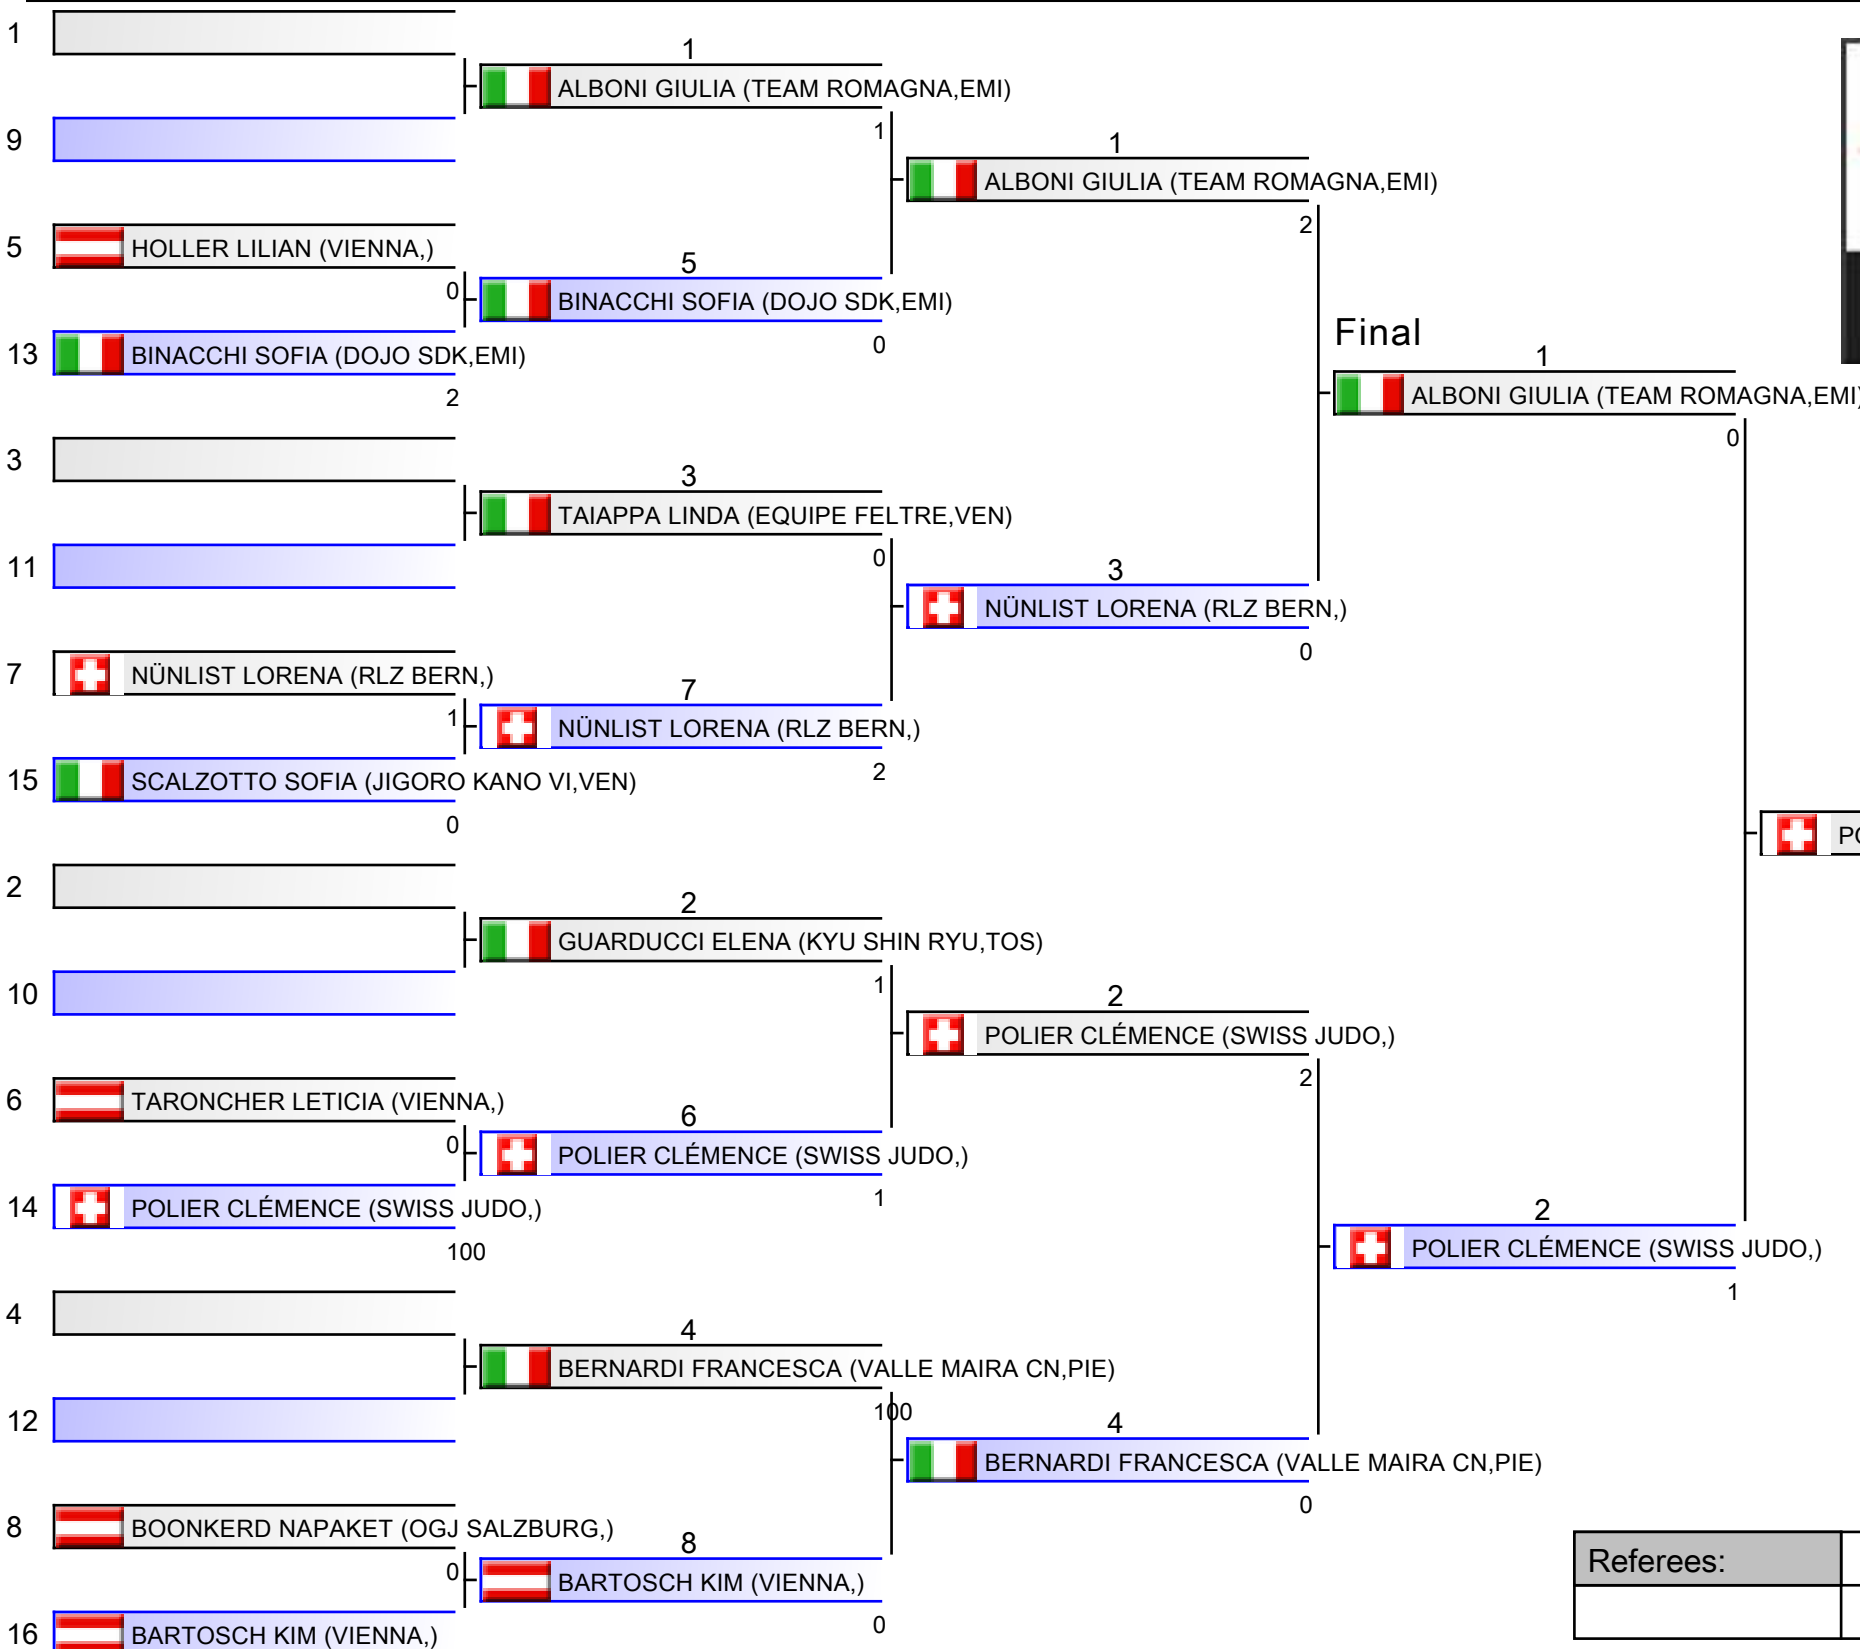 1
1
ALBONI GIULIA (TEAM ROMAGNA,EMI)
9
1
1
ALBONI GIULIA (TEAM ROMAGNA,EMI)
2
5
HOLLER LILIAN (VIENNA,)
0
5
BINACCHI SOFIA (DOJO SDK,EMI)
0
13
BINACCHI SOFIA (DOJO SDK,EMI)
2
Final
1
ALBONI GIULIA (TEAM ROMAGNA,EMI)
0
3
3
TAIAPPA LINDA (EQUIPE FELTRE,VEN)
0
11
3
NÜNLIST LORENA (RLZ BERN,)
0
7
NÜNLIST LORENA (RLZ BERN,)
1
7
NÜNLIST LORENA (RLZ BERN,)
2
15
SCALZOTTO SOFIA (JIGORO KANO VI,VEN)
0
PO
2
2
GUARDUCCI ELENA (KYU SHIN RYU,TOS)
1
10
2
POLIER CLÉMENCE (SWISS JUDO,)
2
6
TARONCHER LETICIA (VIENNA,)
0
6
POLIER CLÉMENCE (SWISS JUDO,)
1
14
POLIER CLÉMENCE (SWISS JUDO,)
100
2
POLIER CLÉMENCE (SWISS JUDO,)
1
4
4
BERNARDI FRANCESCA (VALLE MAIRA CN,PIE)
100
12
4
BERNARDI FRANCESCA (VALLE MAIRA CN,PIE)
0
8
BOONKERD NAPAKET (OGJ SALZBURG,)
0
8
BARTOSCH KIM (VIENNA,)
0
16
BARTOSCH KIM (VIENNA,)
Referees: